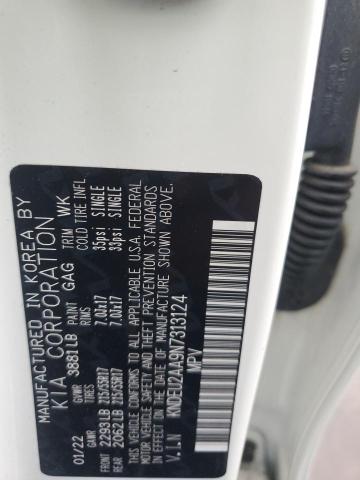 MANUFACTURED IN KOREA BY
KIA CORPORATION
01/22 GVWR 3881LB PAINT GAG TRIM WK
GAWR TIRES RIMS COLD TIRE INFL
FRONT 2293LB 215/55R17 7.0Jx17 35psi SINGLE
REAR 2062LB 215/55R17 7.0Jx17 35psi SINGLE
THIS VEHICLE CONFORMS TO ALL APPLICABLE U.S.A. FEDERAL
MOTOR VEHICLE SAFETY, BUMPER, AND THEFT PREVENTION STANDARDS
IN EFFECT ON THE DATE OF MANUFACTURE SHOWN ABOVE.
V.I.N KNDEU2AA9N7313124
MPV